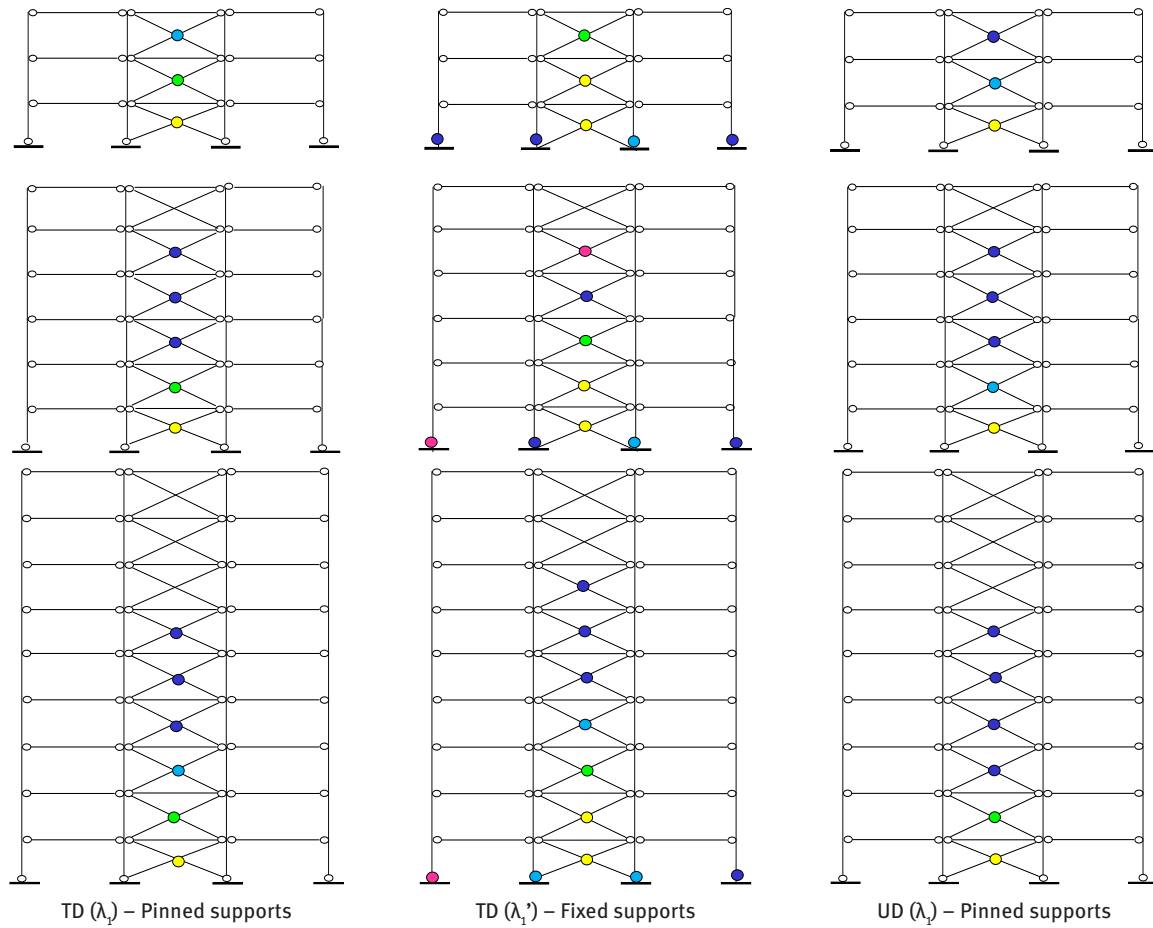 TD (λ₁) – Pinned supports
TD (λ₁’) – Fixed supports
UD (λ₁) – Pinned supports